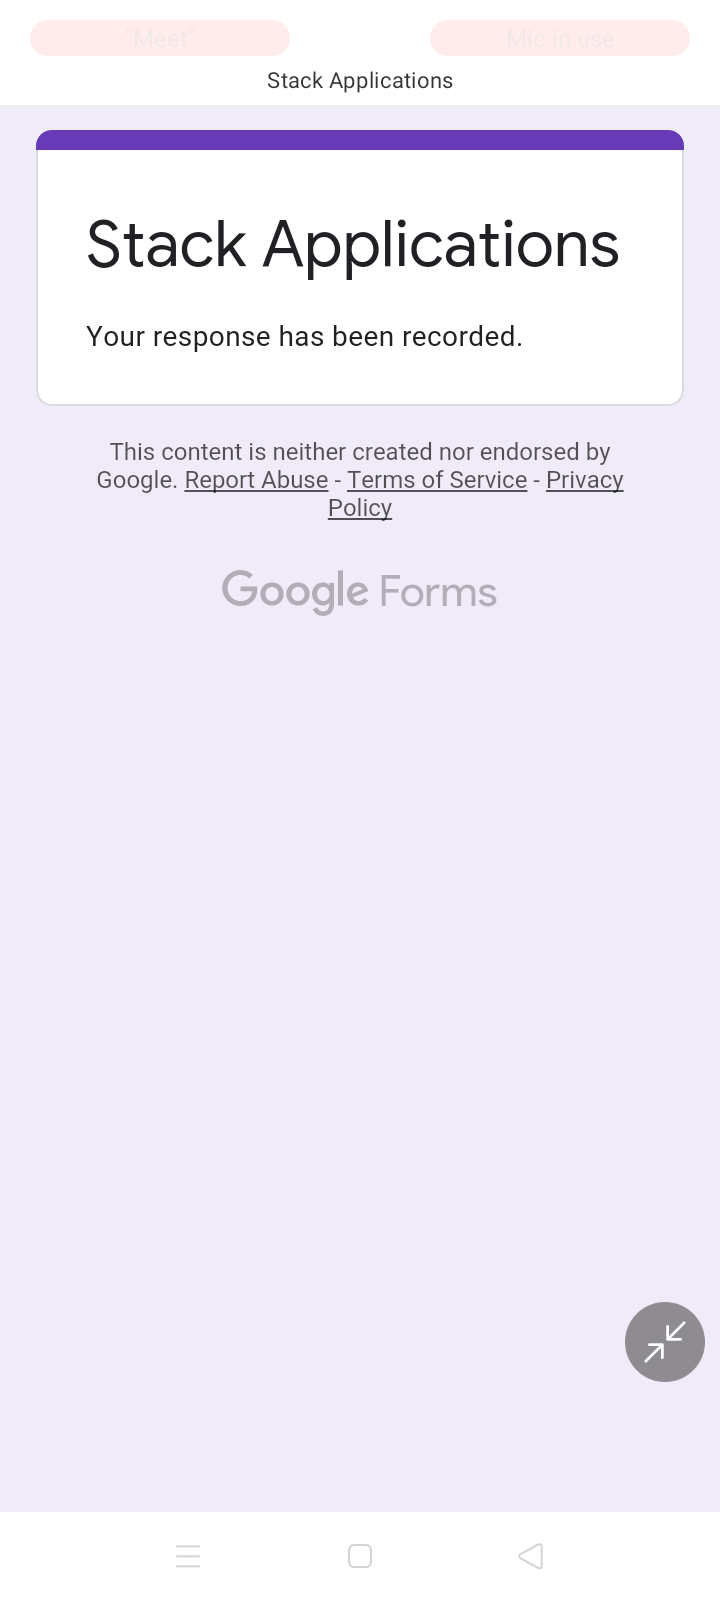 "Meet" Mic in use
Stack Applications
Stack Applications
Your response has been recorded.
This content is neither created nor endorsed by
Google. Report Abuse - Terms of Service - Privacy
Policy
Google Forms